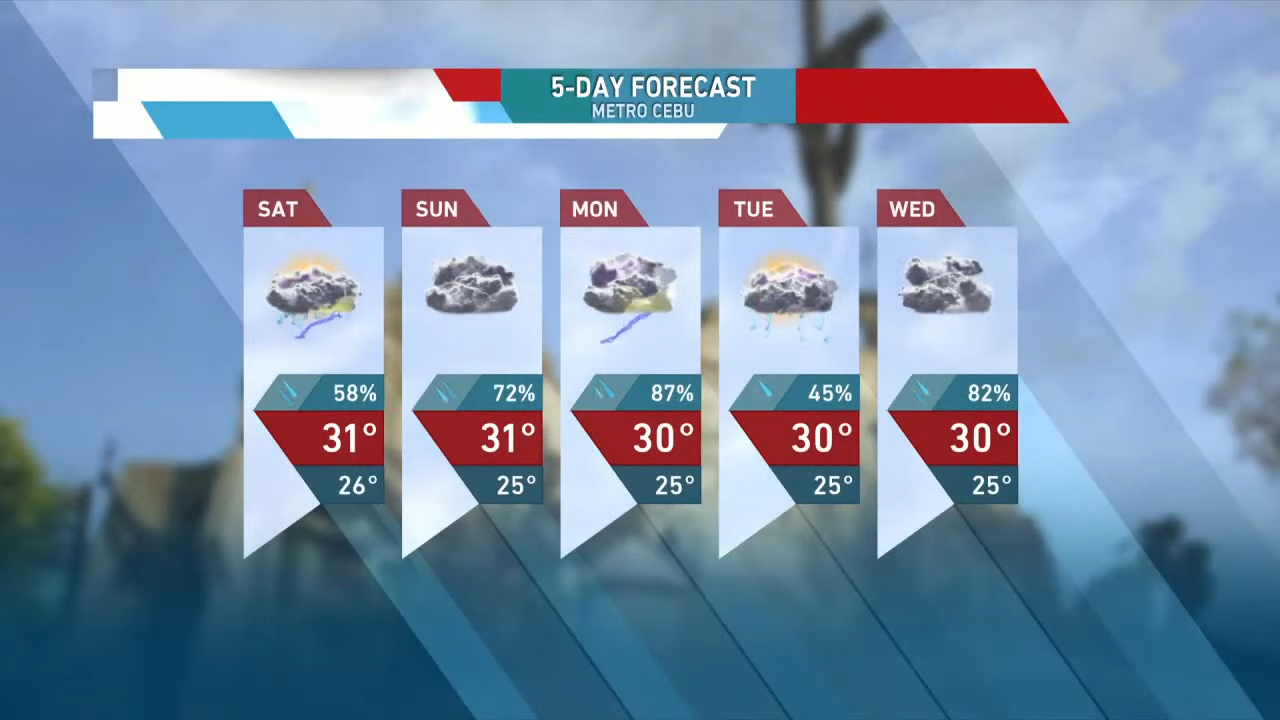 5-DAY FORECAST
METRO CEBU
SAT
58%
31°
26°
SUN
72%
31°
25°
MON
87%
30°
25°
TUE
45%
30°
25°
WED
82%
30°
25°